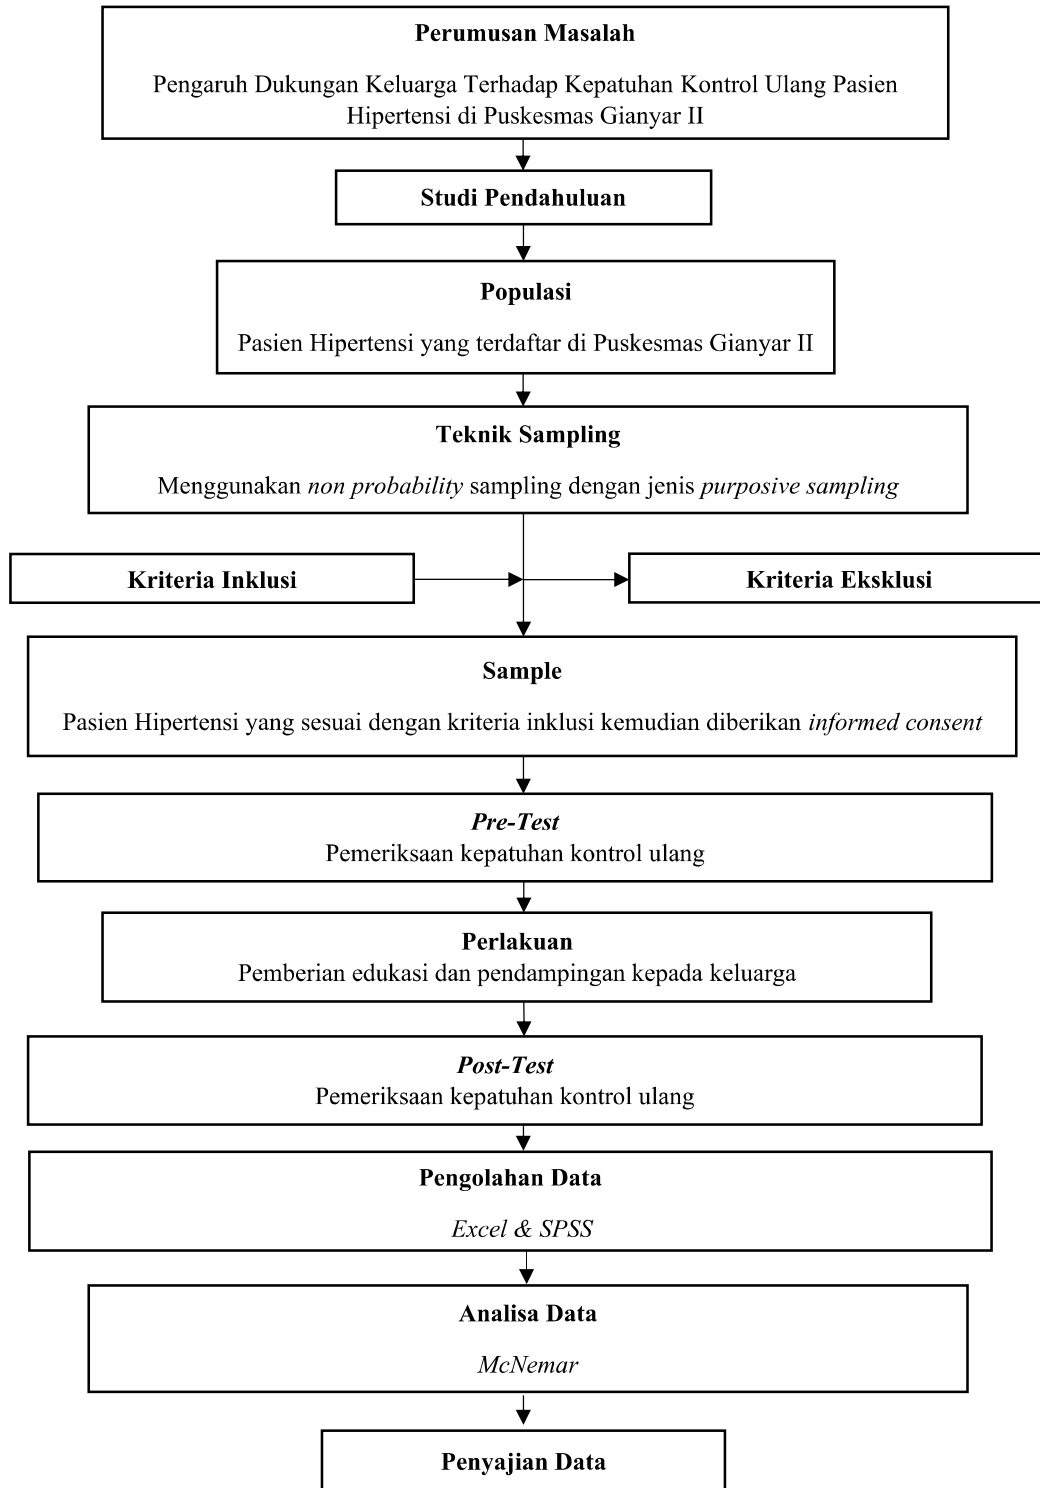 Perumusan Masalah
Pengaruh Dukungan Keluarga Terhadap Kepatuhan Kontrol Ulang Pasien
Hipertensi di Puskesmas Gianyar II
Studi Pendahuluan
Populasi
Pasien Hipertensi yang terdaftar di Puskesmas Gianyar II
Teknik Sampling
Menggunakan non probability sampling dengan jenis purposive sampling
Kriteria Inklusi
Kriteria Eksklusi
Sample
Pasien Hipertensi yang sesuai dengan kriteria inklusi kemudian diberikan informed consent
Pre-Test
Pemeriksaan kepatuhan kontrol ulang
Perlakuan
Pemberian edukasi dan pendampingan kepada keluarga
Post-Test
Pemeriksaan kepatuhan kontrol ulang
Pengolahan Data
Excel & SPSS
Analisa Data
McNemar
Penyajian Data